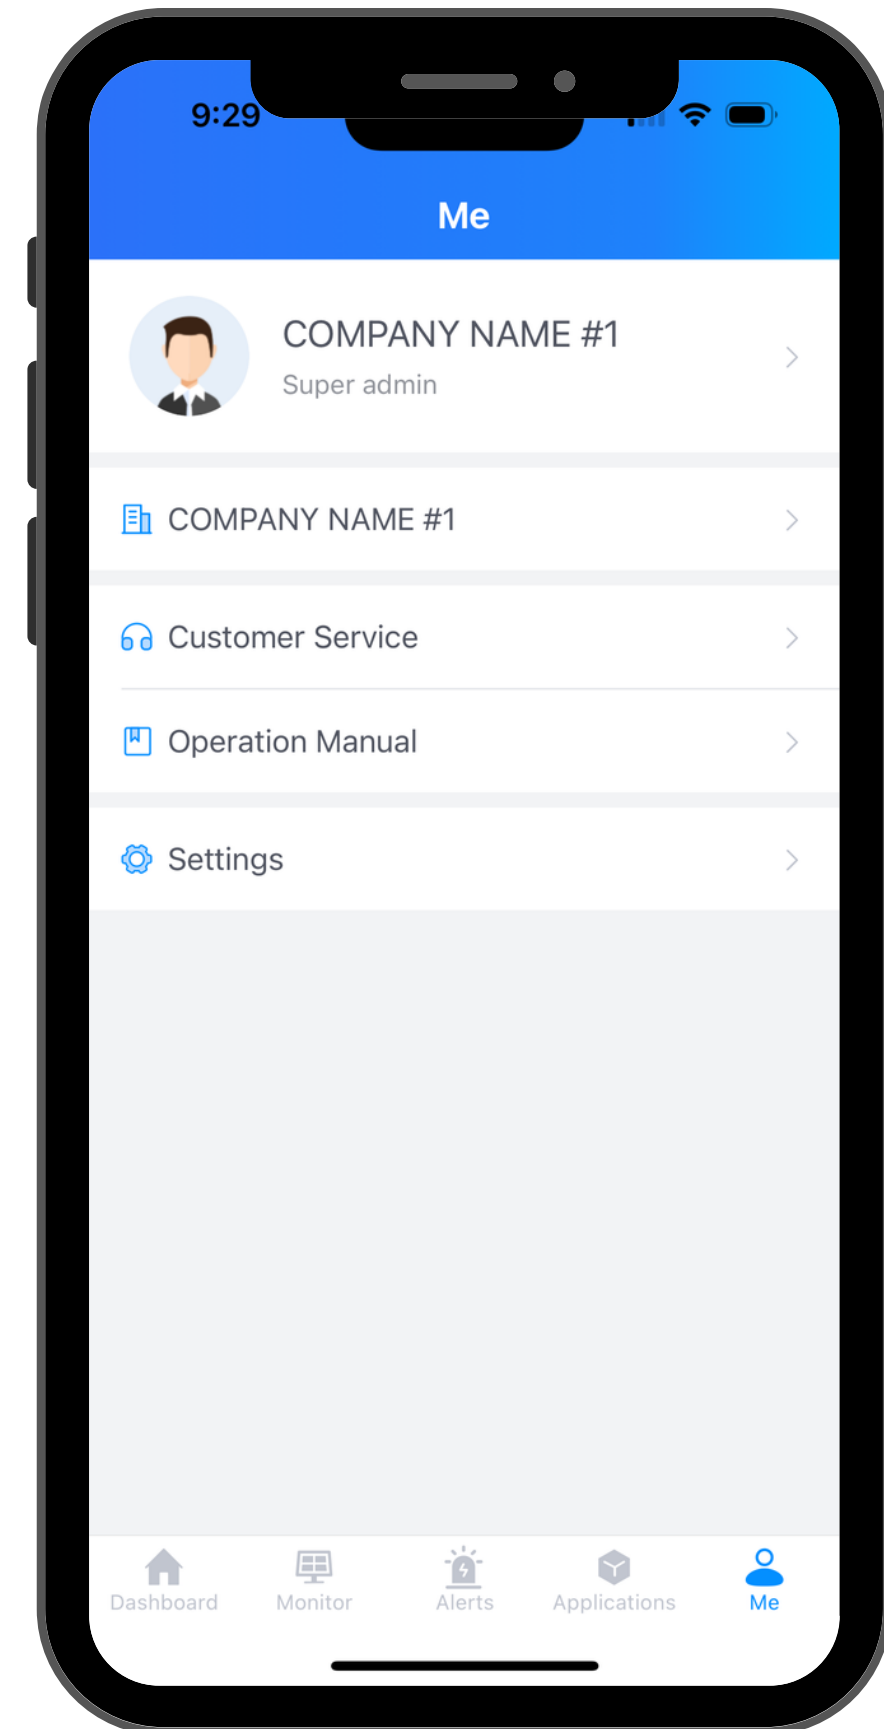 9:29
Me
COMPANY NAME #1
Super admin
COMPANY NAME #1
Customer Service
Operation Manual
Settings
Dashboard
Monitor
Alerts
Applications
Me